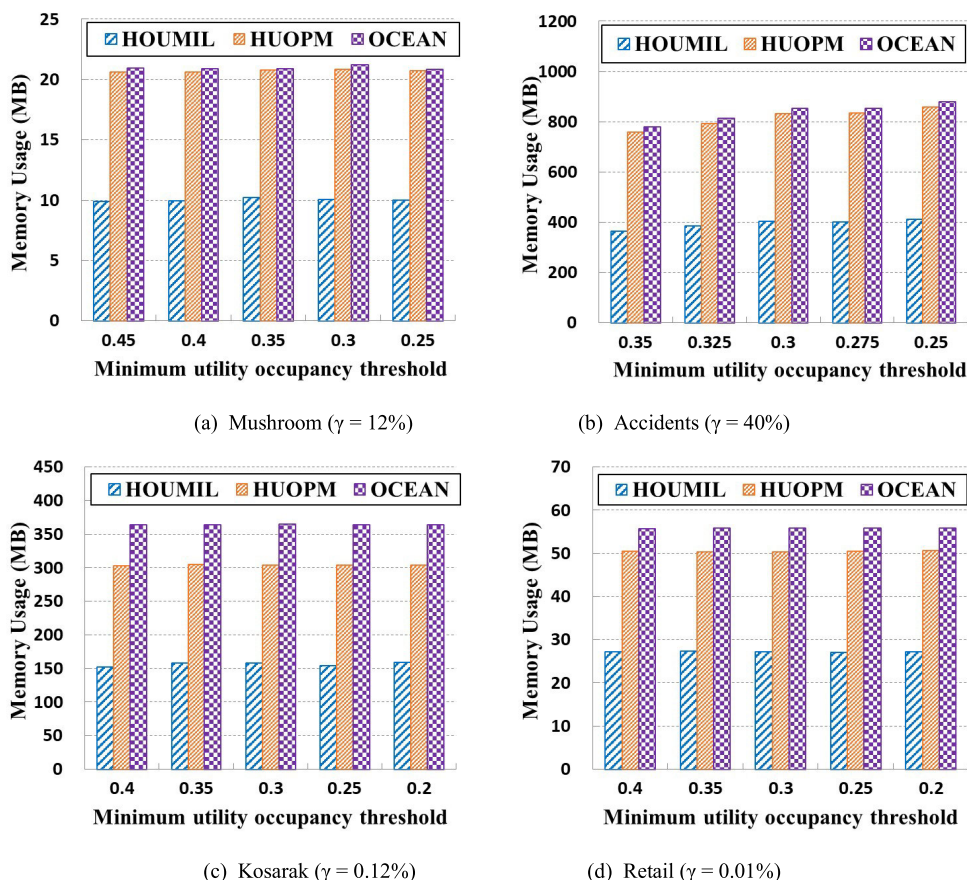 25
20
15
10
5
0
Memory Usage (MB)
HOUMIL HUOPM OCEAN
0.45 0.4 0.35 0.3 0.25
Minimum utility occupancy threshold
(a) Mushroom (γ = 12%)
1200
1000
800
600
400
200
0
Memory Usage (MB)
HOUMIL HUOPM OCEAN
0.35 0.325 0.3 0.275 0.25
Minimum utility occupancy threshold
(b) Accidents (γ = 40%)
450
400
350
300
250
200
150
100
50
0
Memory Usage (MB)
HOUMIL HUOPM OCEAN
0.4 0.35 0.3 0.25 0.2
Minimum utility occupancy threshold
(c) Kosarak (γ = 0.12%)
70
60
50
40
30
20
10
0
Memory Usage (MB)
HOUMIL HUOPM OCEAN
0.4 0.35 0.3 0.25 0.2
Minimum utility occupancy threshold
(d) Retail (γ = 0.01%)